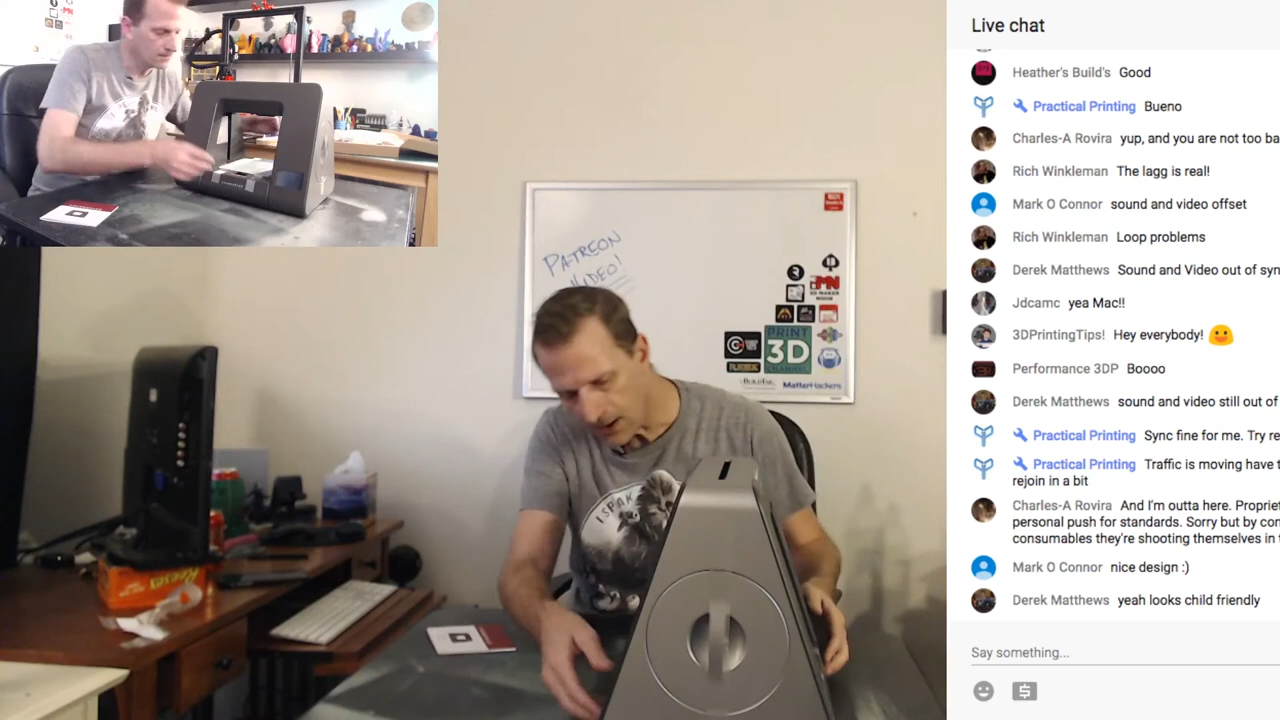 Live chat
Heather's Build's Good
Practical Printing Bueno
Charles-A Rovira yup, and you are not too ba
Rich Winkleman The lagg is real!
Mark O Connor sound and video offset
Rich Winkleman Loop problems
Derek Matthews Sound and Video out of syn
Jdcamc yea Mac!!
3DPrintingTips! Hey everybody!
Performance 3DP Boooo
Derek Matthews sound and video still out of
Practical Printing Sync fine for me. Try re
Practical Printing Traffic is moving have t
rejoin in a bit
Charles-A Rovira And I'm outta here. Propriet
personal push for standards. Sorry but by con
consumables they're shooting themselves in t
Mark O Connor nice design :)
Derek Matthews yeah looks child friendly
Say something...
PATREON
VIDEO!
PRINT
3D
CHANNEL
MatterHackers
I SPAK
REESE'S